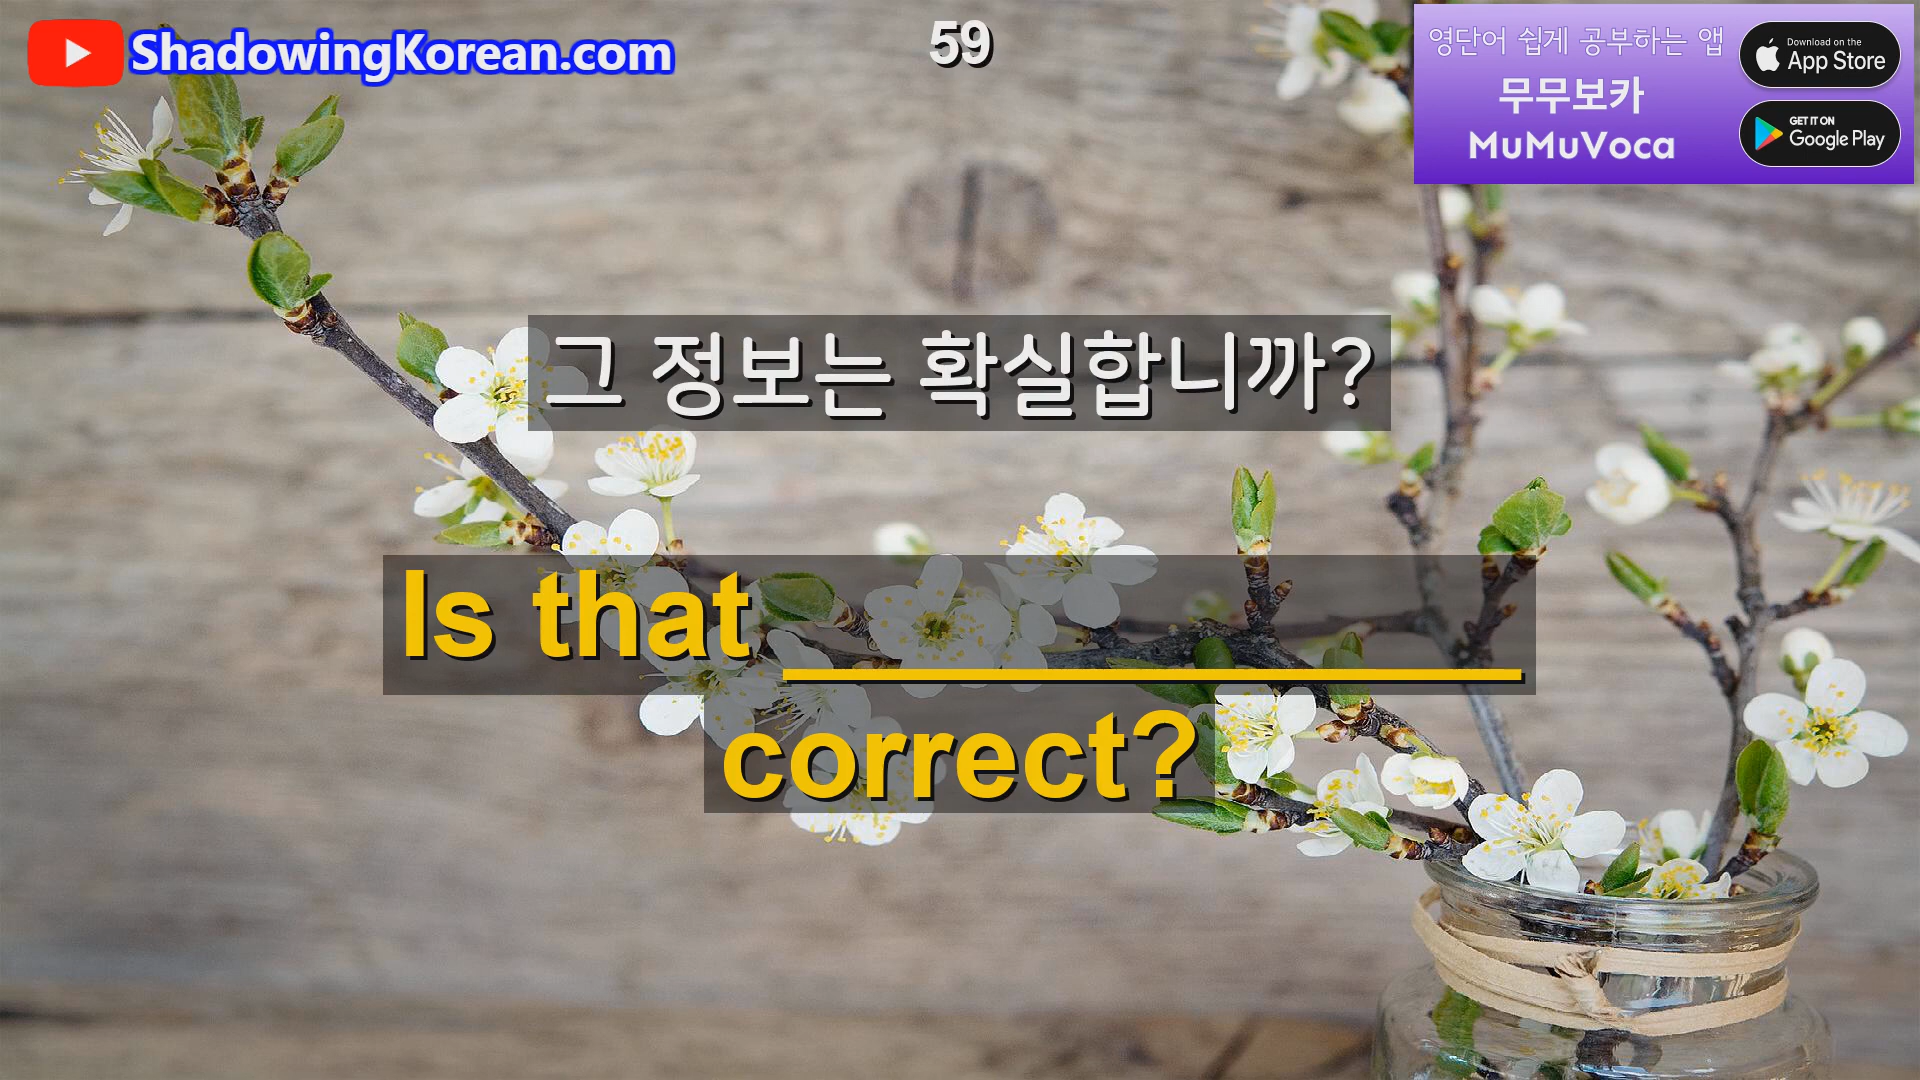 ShadowingKorean.com
59
영단어 쉽게 공부하는 앱
무무보카
MuMuVoca
Download on the
App Store
GET IT ON
Google Play
그 정보는 확실합니까?
Is that ___________
correct?